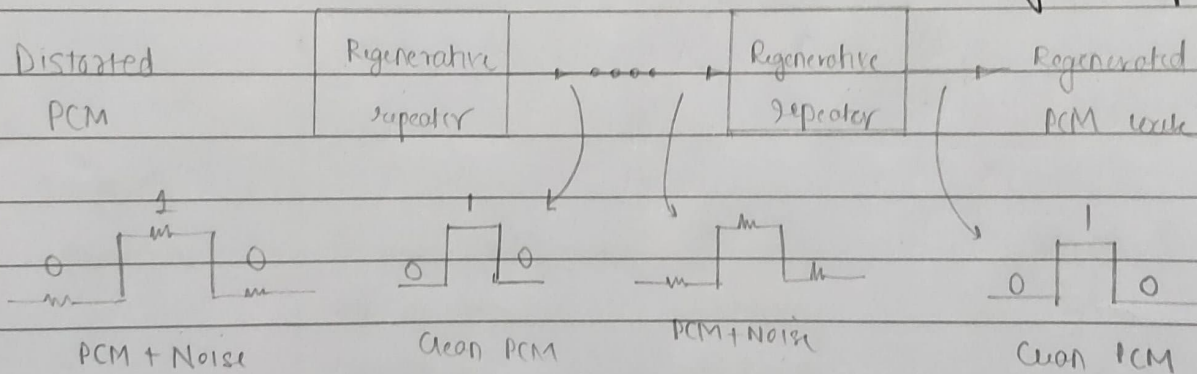 Distorted
PCM
Regenerative
repeater
Regenerative
repeater
Regenerated
PCM
1
0 0
PCM + Noise
1
0 0
Clean PCM
PCM + Noise
1
0 0
Clean PCM